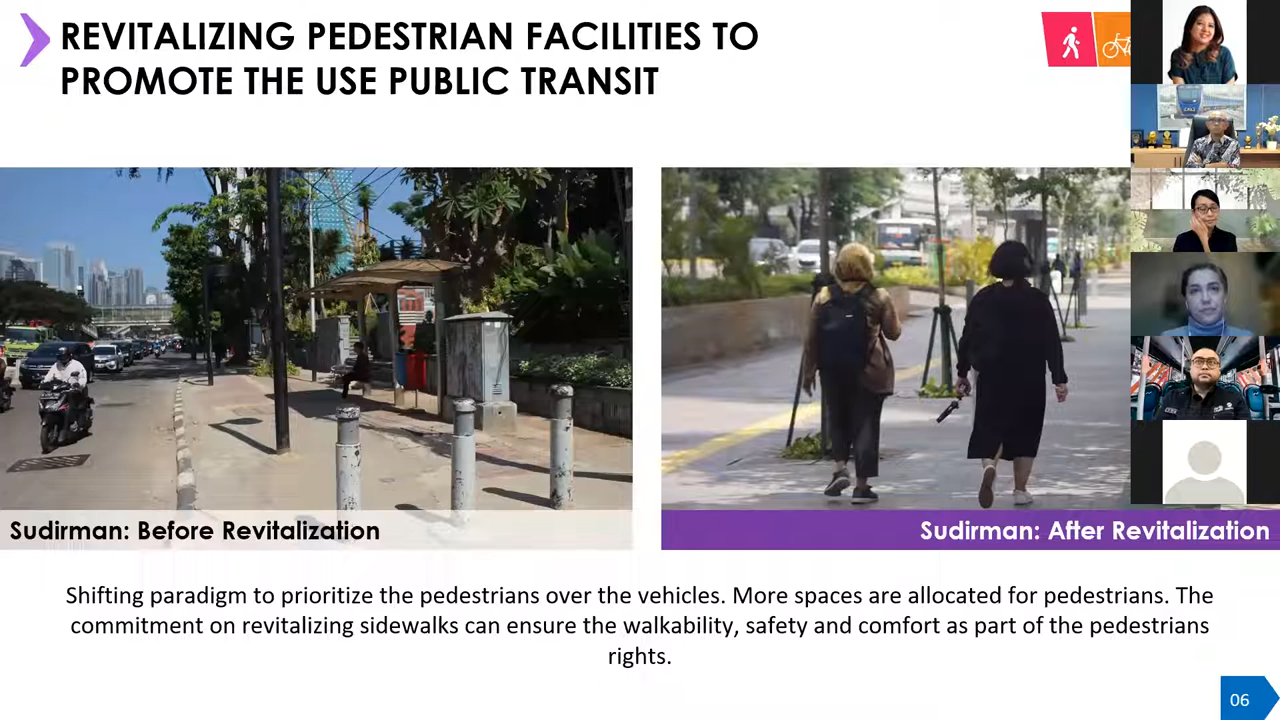 REVITALIZING PEDESTRIAN FACILITIES TO
PROMOTE THE USE PUBLIC TRANSIT
Sudirman: Before Revitalization
Sudirman: After Revitalization
Shifting paradigm to prioritize the pedestrians over the vehicles. More spaces are allocated for pedestrians. The
commitment on revitalizing sidewalks can ensure the walkability, safety and comfort as part of the pedestrians
rights.
06